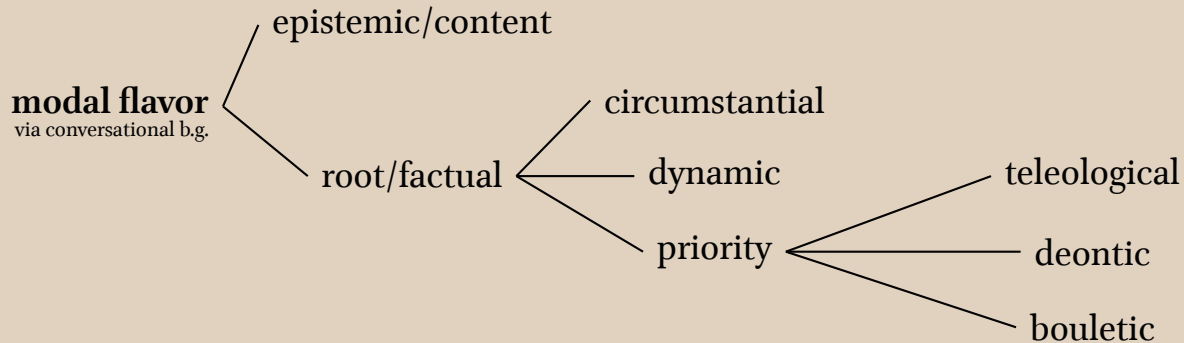 epistemic/content
modal flavor
via conversational b.g.
circumstantial
root/factual
dynamic
teleological
priority
deontic
bouletic